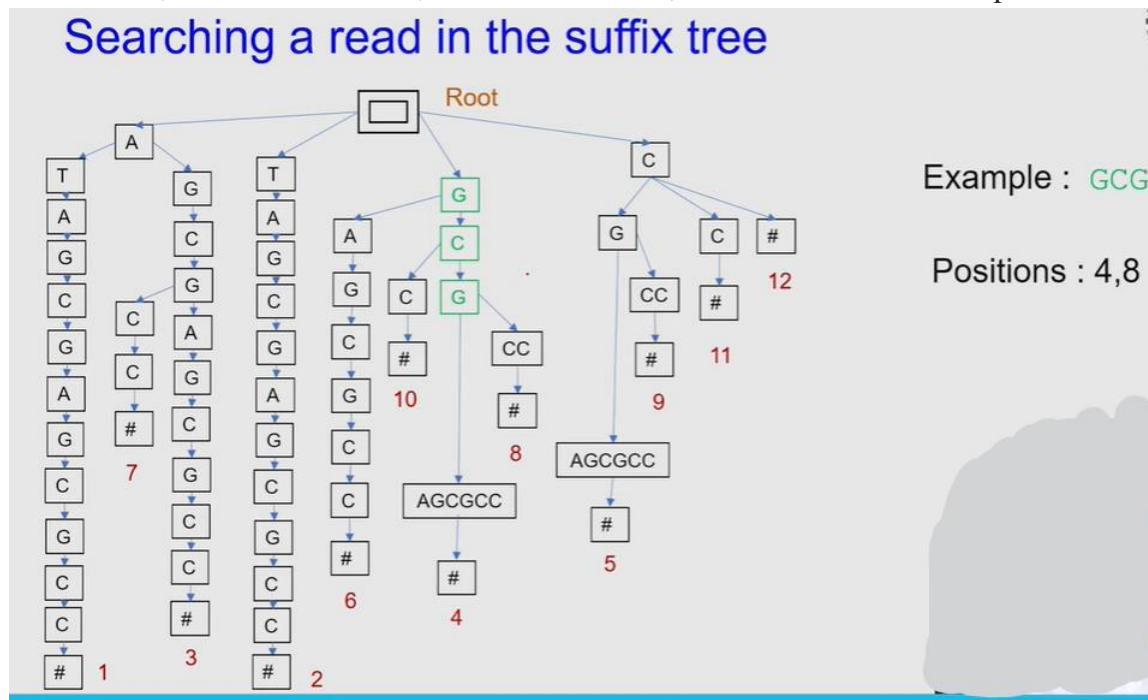 Searching a read in the suffix tree
Root
A
C
T T
G G
Example : GCG
A A
A C C G C #
G G
Positions : 4,8
12
G G C G CC
C C #
C A
C
G G CC # #
11
C G
A A G
10 # 9
C # G G
C 8 AGCGCC
7 G
C C
C AGCGCC
C #
G G
# 5
C #
C C
6
4
#
C C
3
# 1 # 2